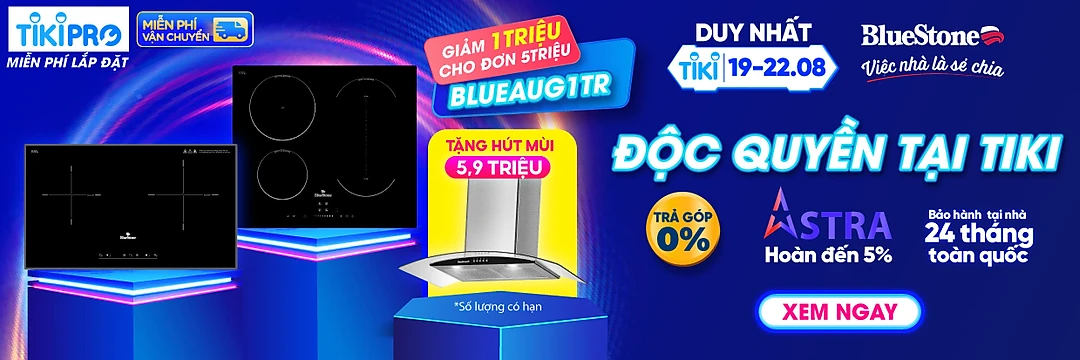 TIKIPRO
MIỄN PHÍ LẮP ĐẶT
MIỄN PHÍ
VẬN CHUYỂN
GIẢM 1TRIỆU
CHO ĐƠN 5TRIỆU
BLUEAUG1TR
DUY NHẤT
TIKI 19-22.08
BlueStone
Việc nhà là sẻ chia
TẶNG HÚT MÙI
5,9 TRIỆU
*Số lượng có hạn
ĐỘC QUYỀN TẠI TIKI
TRẢ GÓP
0%
ASTRA
Hoàn đến 5%
Bảo hành tại nhà
24 tháng
toàn quốc
XEM NGAY
BlueStone
BlueStone